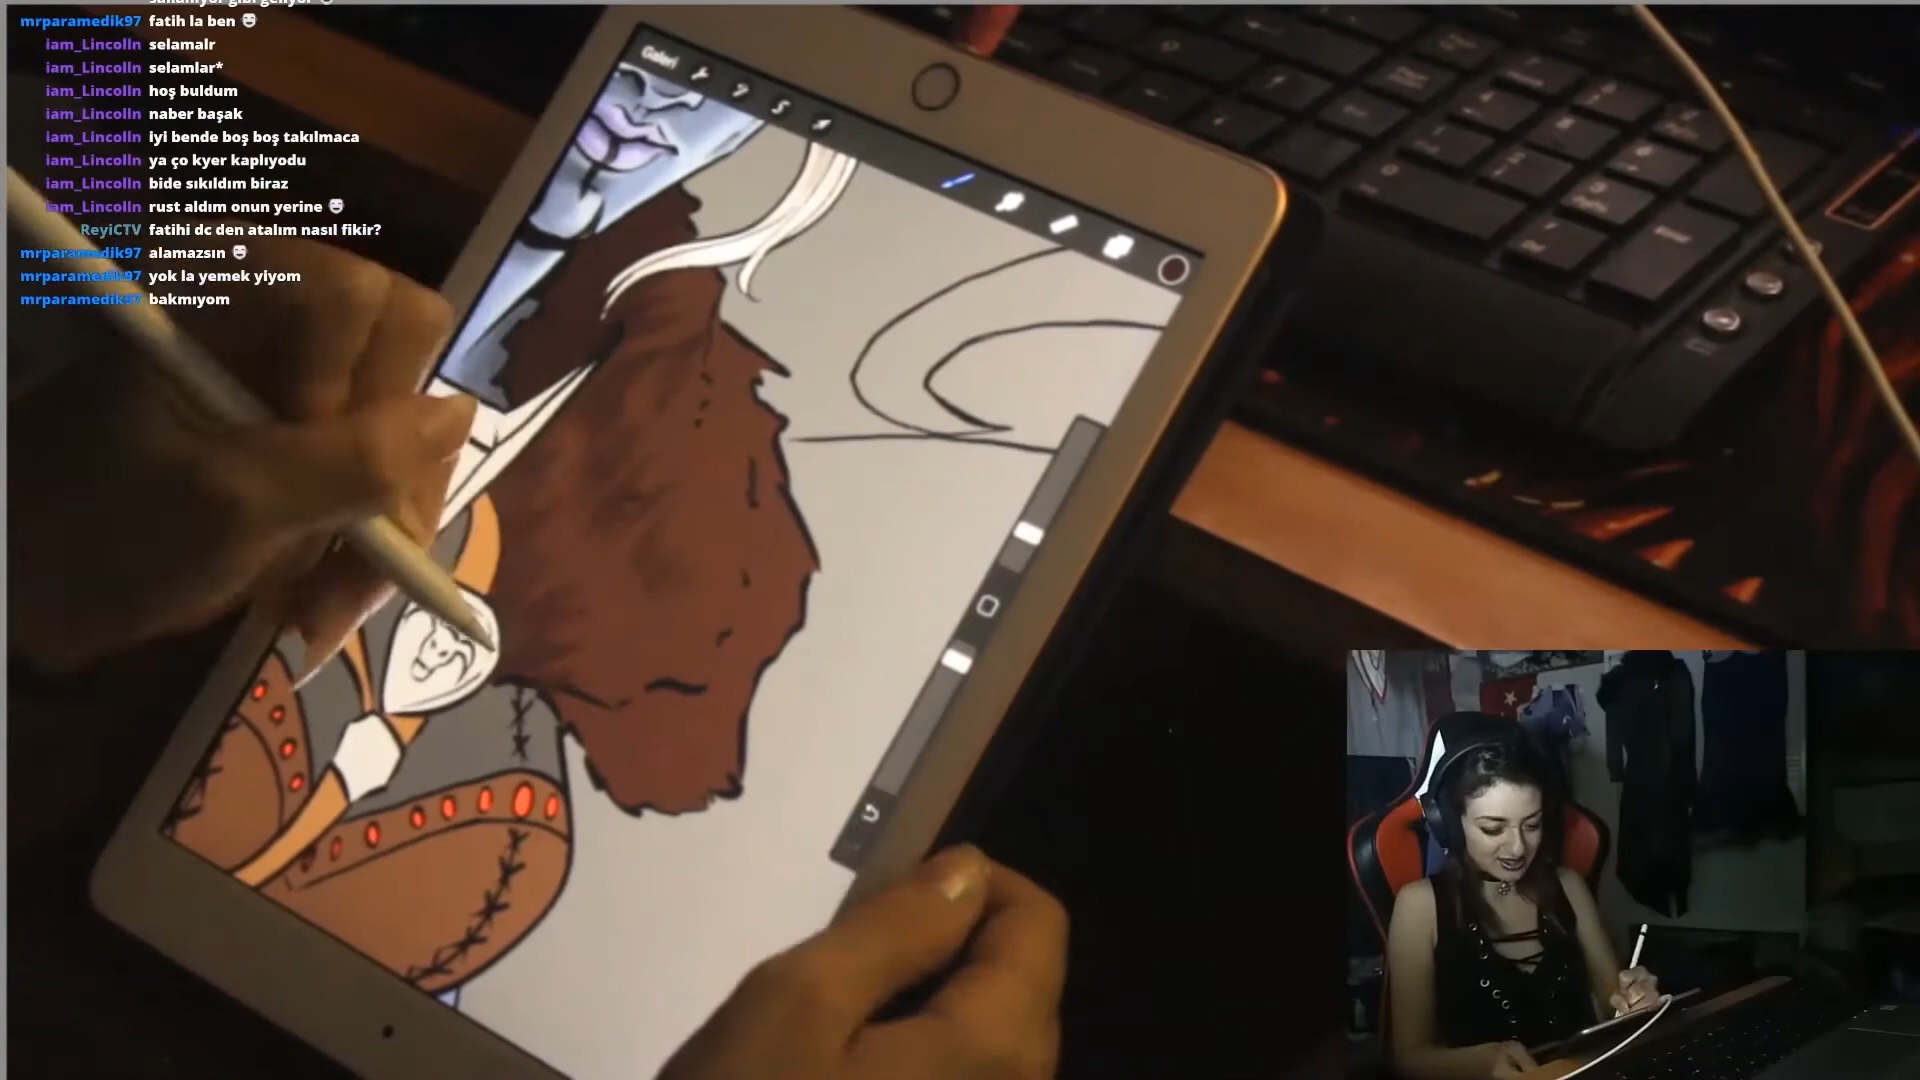 mrparamedik97 fatih la ben
iam_Lincolln selamalr
iam_Lincolln selamlar*
iam_Lincolln hoş buldum
iam_Lincolln naber başak
iam_Lincolln iyi bende boş boş takılmaca
iam_Lincolln ya ço kyer kaplıyodu
iam_Lincolln bide sıkıldım biraz
iam_Lincolln rust aldım onun yerine
ReyiCTV fatihi dc den atalım nasıl fikir?
mrparamedik97 alamazsın
mrparamedik97 yok la yemek yiyom
mrparamedik97 bakmıyom
Galeri